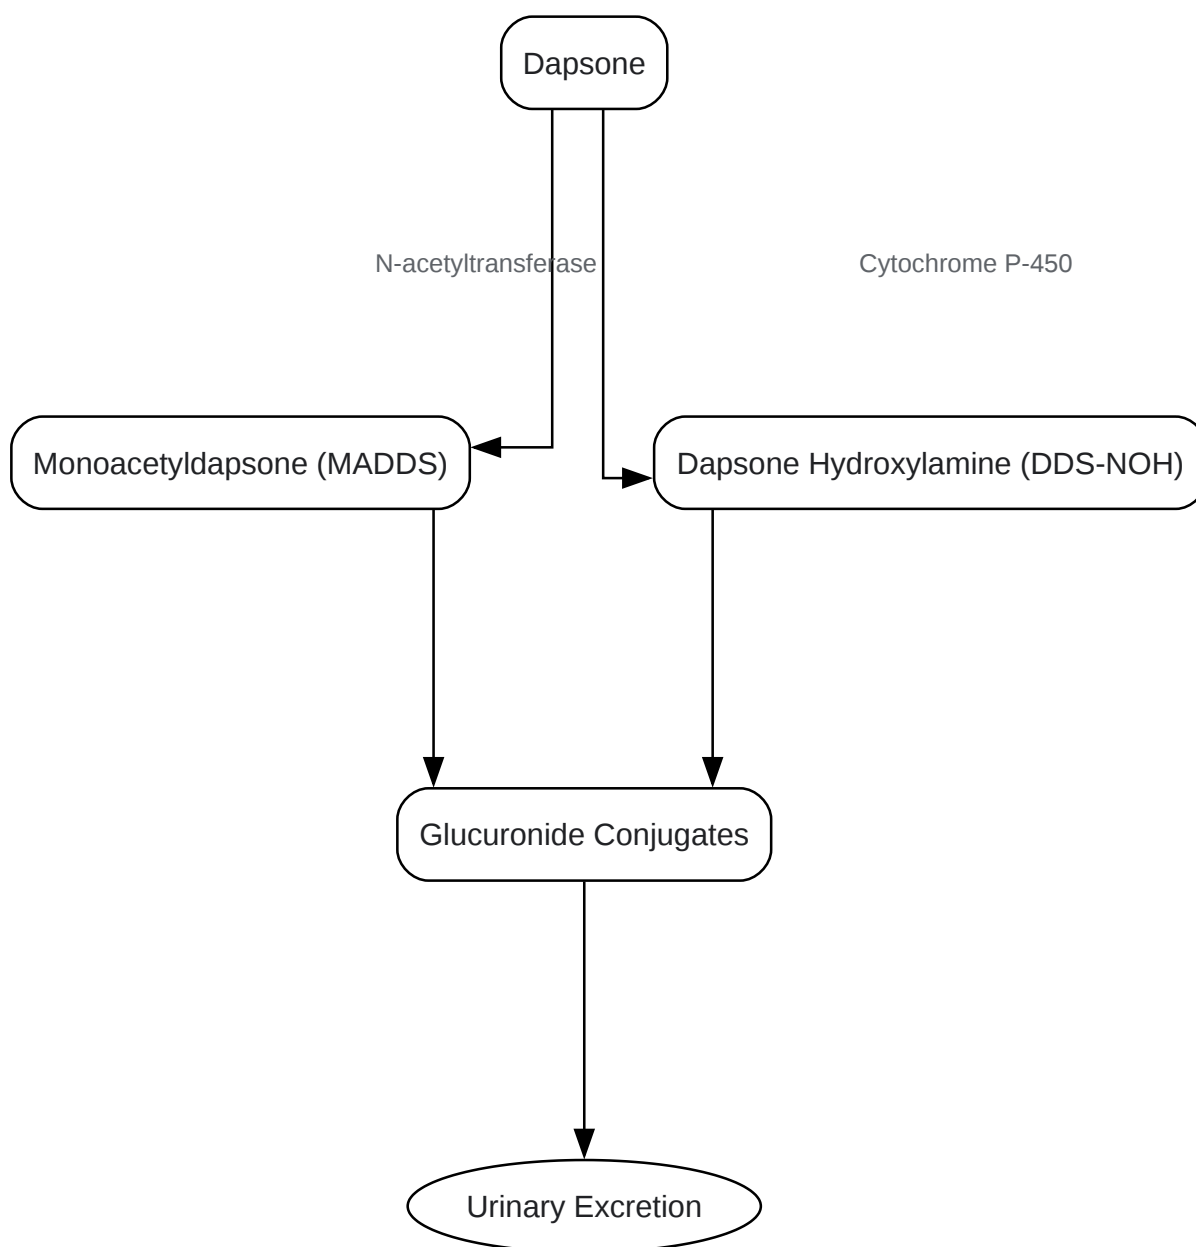 Dapsone
N-acetyltransferase
Cytochrome P-450
Monoacetyldapsone (MADDS)
Dapsone Hydroxylamine (DDS-NOH)
Glucuronide Conjugates
Urinary Excretion